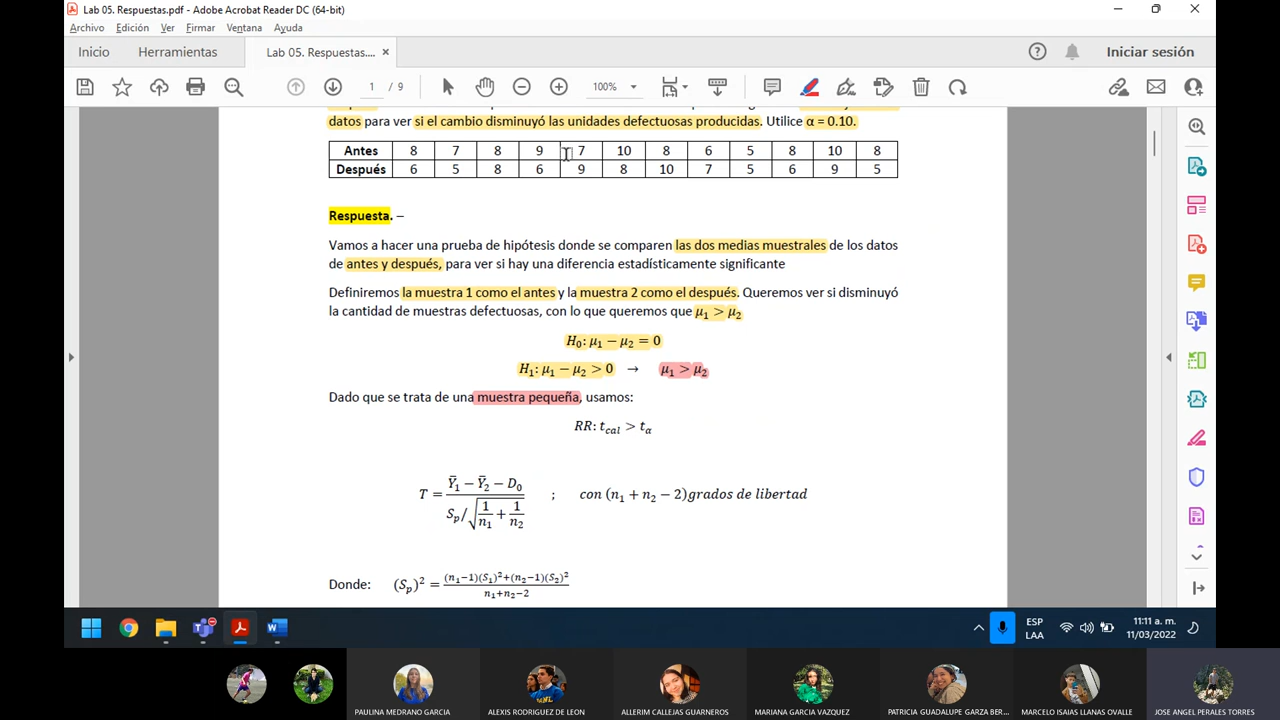 Lab 05. Respuestas.pdf - Adobe Acrobat Reader DC (64-bit)
Archivo Edición Ver Firmar Ventana Ayuda
Inicio Herramientas Lab 05. Respuestas.... × Iniciar sesión
1 / 9 100%
datos para ver si el cambio disminuyó las unidades defectuosas producidas. Utilice α = 0.10.
Antes 8 7 8 9 7 10 8 6 5 8 10 8
Después 6 5 8 6 9 8 10 7 5 6 9 5
Respuesta. –
Vamos a hacer una prueba de hipótesis donde se comparen las dos medias muestrales de los datos
de antes y después, para ver si hay una diferencia estadísticamente significante
Definiremos la muestra 1 como el antes y la muestra 2 como el después. Queremos ver si disminuyó
la cantidad de muestras defectuosas, con lo que queremos que μ₁ > μ₂
H₀: μ₁ − μ₂ = 0
H₁: μ₁ − μ₂ > 0 → μ₁ > μ₂
Dado que se trata de una muestra pequeña, usamos:
RR: t_cal > t_α
T = (Ȳ₁ − Ȳ₂ − D₀) / (S_p/√(1/n₁ + 1/n₂)) ; con (n₁ + n₂ − 2)grados de libertad
Donde: (S_p)² = ((n₁−1)(S₁)²+(n₂−1)(S₂)²) / (n₁+n₂−2)
ESP
LAA
11:11 a. m.
11/03/2022
PAULINA MEDRANO GARCIA
ALEXIS RODRIGUEZ DE LEON
ALLERIM CALLEJAS GUARNEROS
MARIANA GARCIA VAZQUEZ
PATRICIA GUADALUPE GARZA BER...
MARCELO ISAIAS LLANAS OVALLE
JOSE ANGEL PERALES TORRES